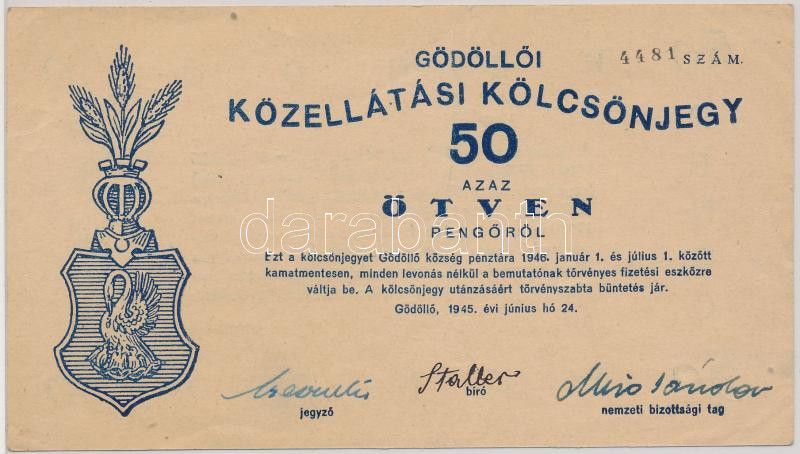 GÖDÖLLŐI
4481 SZÁM.
KÖZELLÁTÁSI KÖLCSÖNJEGY
50
AZAZ
ÖTVEN
PENGŐRŐL
darabanth
Ezt a kölcsönjegyet Gödöllő község pénztára 1946. január 1. és július 1. között
kamatmentesen, minden levonás nélkül a bemutatónak törvényes fizetési eszközre
váltja be. A kölcsönjegy utánzásáért törvényszabta büntetés jár.
Gödöllő, 1945. évi június hó 24.
Staller
jegyző
bíró
nemzeti bizottsági tag